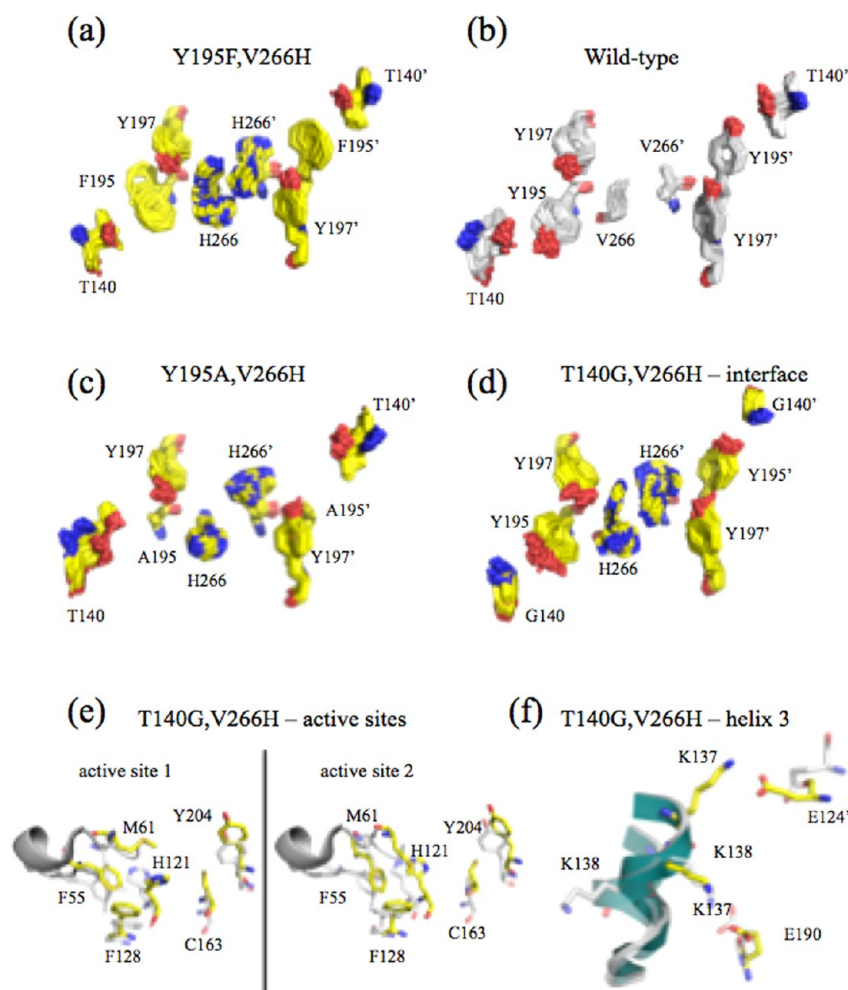 (a)
Y195F,V266H
T140’
Y197
H266’
F195’
F195
Y197’
H266
T140
(b)
Wild-type
T140’
Y197
V266’
Y195’
Y195
V266
Y197’
T140
(c)
Y195A,V266H
T140’
Y197
H266’
A195’
A195
Y197’
H266
T140
(d)
T140G,V266H – interface
G140’
H266’
Y197
Y195’
Y195
Y197’
H266
G140
(e)
T140G,V266H – active sites
active site 1
M61
Y204
H121
F55
C163
F128
active site 2
M61
Y204
H121
F55
C163
F128
(f)
T140G,V266H – helix 3
K137
E124’
K138
K138
K137
E190